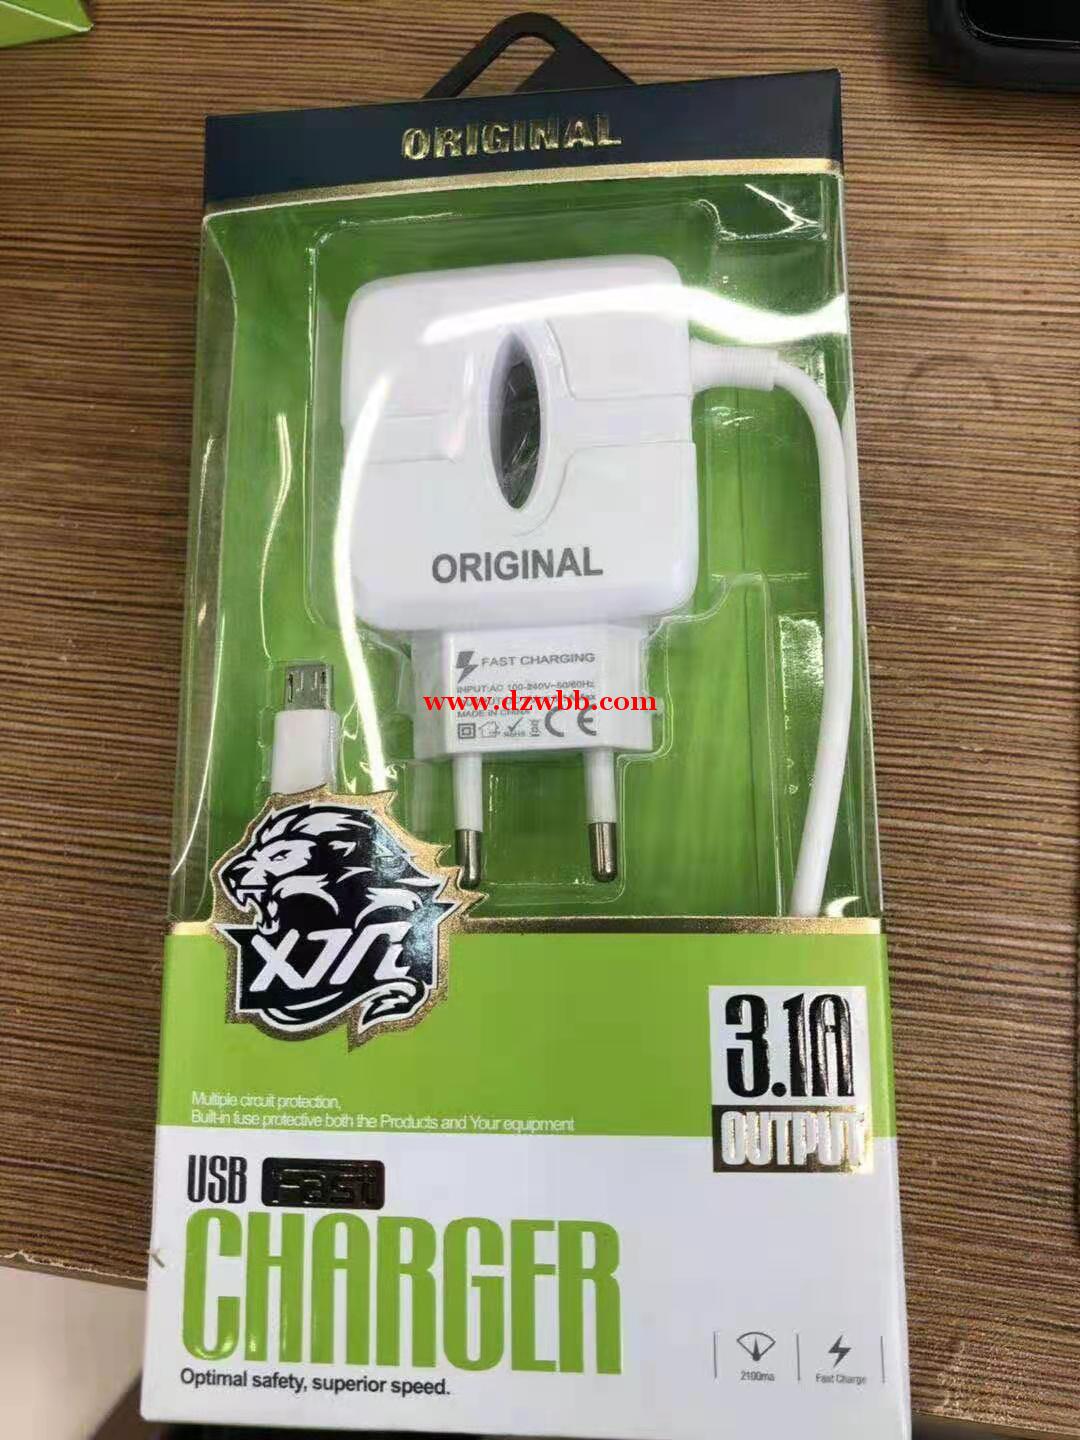 ORIGINAL
ORIGINAL
FAST CHARGING
INPUT:AC 100-240V~50/60Hz
www.dzwbb.com
MADE IN CHINA
RoHS
CE
Multiple circuit protection,
Built-in fuse protective both the Products and Your equipment
3.1A
OUTPUT
USB Fast
CHARGER
Optimal safety, superior speed.
2100ma
Fast Charge